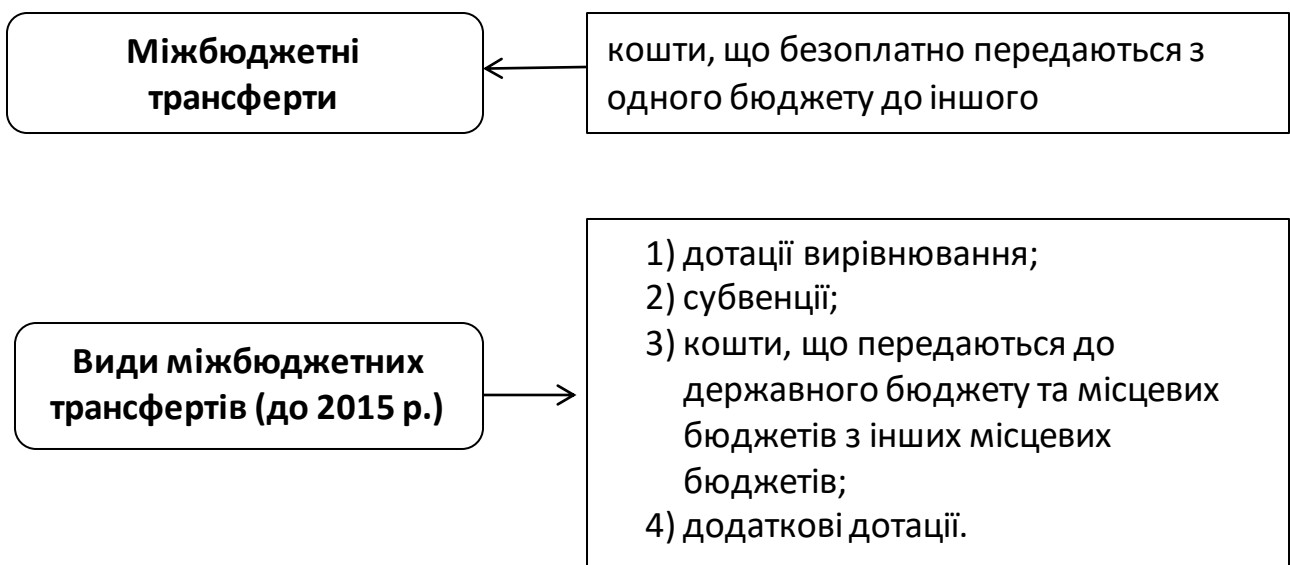 Міжбюджетні
трансферти
кошти, що безоплатно передаються з
одного бюджету до іншого
Види міжбюджетних
трансфертів (до 2015 р.)
1) дотації вирівнювання;
2) субвенції;
3) кошти, що передаються до
державного бюджету та місцевих
бюджетів з інших місцевих
бюджетів;
4) додаткові дотації.